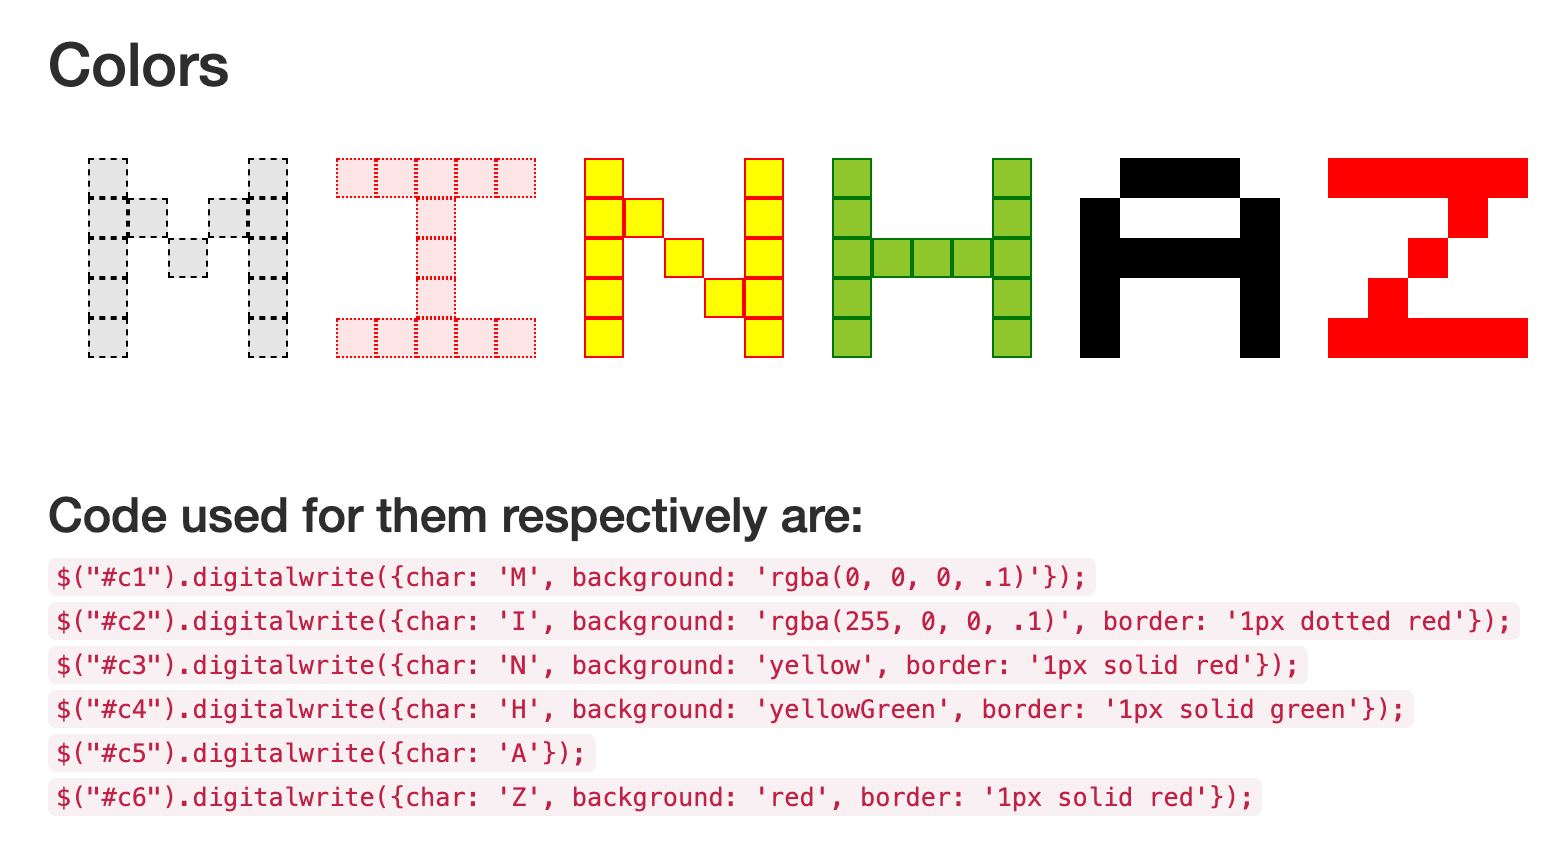 Colors
MINHAZ
Code used for them respectively are:
$("#c1").digitalwrite({char: 'M', background: 'rgba(0, 0, 0, .1)'});
$("#c2").digitalwrite({char: 'I', background: 'rgba(255, 0, 0, .1)', border: '1px dotted red'});
$("#c3").digitalwrite({char: 'N', background: 'yellow', border: '1px solid red'});
$("#c4").digitalwrite({char: 'H', background: 'yellowGreen', border: '1px solid green'});
$("#c5").digitalwrite({char: 'A'});
$("#c6").digitalwrite({char: 'Z', background: 'red', border: '1px solid red'});